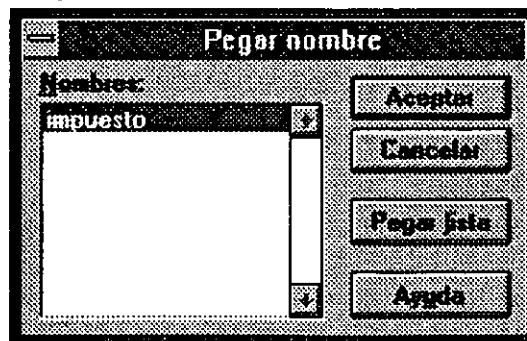 Pegar nombre
Nombres:
impuesto
Aceptar
Cancelar
Pegar lista
Ayuda